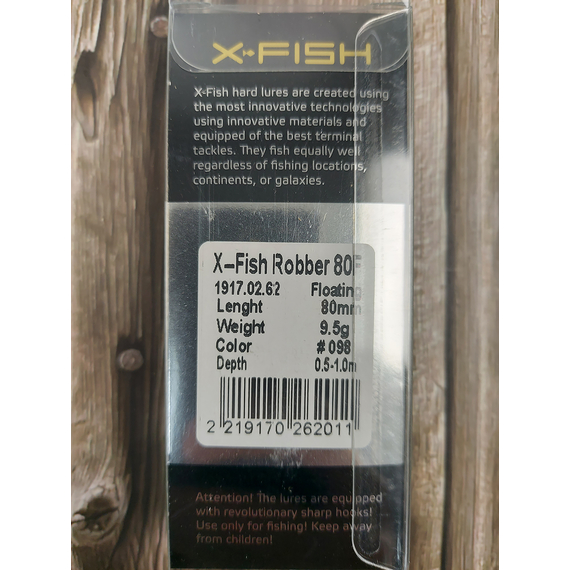 X-FISH
X-Fish hard lures are created using
the most innovative technologies
using innovative materials and
equipped of the best terminal
tackles. They fish equally well
regardless of fishing locations,
continents, or galaxies.
X-Fish Robber 80F
1917.02.62 Floating
Lenght 80mm
Weight 9.5g
Color #098
Depth 0.5-1.0m
2 219170 262011
Attention! The lures are equipped
with revolutionary sharp hooks!
Use only for fishing! Keep away
from children!